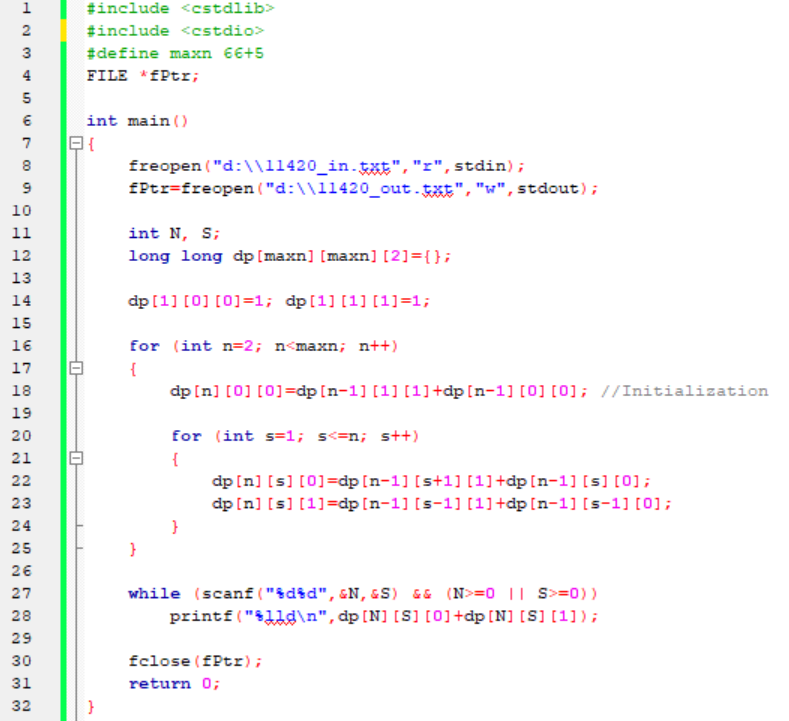 1 #include <cstdlib>
2 #include <cstdio>
3 #define maxn 66+5
4 FILE *fPtr;
5
6 int main()
7 {
8     freopen("d:\\11420_in.txt","r",stdin);
9     fPtr=freopen("d:\\11420_out.txt","w",stdout);
10
11     int N, S;
12     long long dp[maxn][maxn][2]={};
13
14     dp[1][0][0]=1; dp[1][1][1]=1;
15
16     for (int n=2; n<maxn; n++)
17     {
18         dp[n][0][0]=dp[n-1][1][1]+dp[n-1][0][0]; //Initialization
19
20         for (int s=1; s<=n; s++)
21         {
22             dp[n][s][0]=dp[n-1][s+1][1]+dp[n-1][s][0];
23             dp[n][s][1]=dp[n-1][s-1][1]+dp[n-1][s-1][0];
24         }
25     }
26
27     while (scanf("%d%d",&N,&S) && (N>=0 || S>=0))
28         printf("%lld\n",dp[N][S][0]+dp[N][S][1]);
29
30     fclose(fPtr);
31     return 0;
32 }